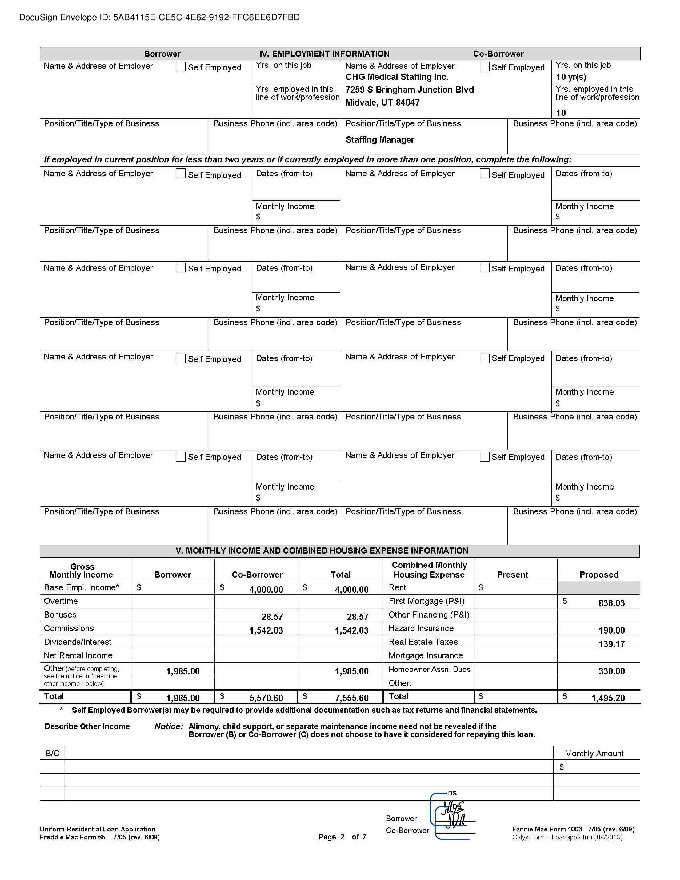 DocuSign Envelope ID: 5AB4115E-CE5C-4E62-9192-FFC6EE6D7FBD
Borrower IV. EMPLOYMENT INFORMATION Co-Borrower
Name & Address of Employer Self Employed Yrs. on this job Name & Address of Employer Self Employed Yrs. on this job
CHG Medical Staffing Inc. 10 yr(s)
Yrs. employed in this line of work/profession 7259 S Bringham Junction Blvd Yrs. employed in this line of work/profession
Midvale, UT 84047
10
Position/Title/Type of Business Business Phone (incl. area code) Position/Title/Type of Business Business Phone (incl. area code)
Staffing Manager
If employed in current position for less than two years or if currently employed in more than one position, complete the following:
Name & Address of Employer Self Employed Dates (from-to) Name & Address of Employer Self Employed Dates (from-to)
Monthly Income Monthly Income
$ $
Position/Title/Type of Business Business Phone (incl. area code) Position/Title/Type of Business Business Phone (incl. area code)
Name & Address of Employer Self Employed Dates (from-to) Name & Address of Employer Self Employed Dates (from-to)
Monthly Income Monthly Income
$ $
Position/Title/Type of Business Business Phone (incl. area code) Position/Title/Type of Business Business Phone (incl. area code)
Name & Address of Employer Self Employed Dates (from-to) Name & Address of Employer Self Employed Dates (from-to)
Monthly Income Monthly Income
$ $
Position/Title/Type of Business Business Phone (incl. area code) Position/Title/Type of Business Business Phone (incl. area code)
Name & Address of Employer Self Employed Dates (from-to) Name & Address of Employer Self Employed Dates (from-to)
Monthly Income Monthly Income
$ $
Position/Title/Type of Business Business Phone (incl. area code) Position/Title/Type of Business Business Phone (incl. area code)
V. MONTHLY INCOME AND COMBINED HOUSING EXPENSE INFORMATION
Gross Monthly Income Borrower Co-Borrower Total Combined Monthly Housing Expense Present Proposed
Base Empl. Income* $ $ 4,000.00 $ 4,000.00 Rent $
Overtime First Mortgage (P&I) $ 836.03
Bonuses 28.57 28.57 Other Financing (P&I)
Commissions 1,542.03 1,542.03 Hazard Insurance 190.00
Dividends/Interest Real Estate Taxes 139.17
Net Rental Income Mortgage Insurance
Other (before completing, see the notice in "describe other income," below) 1,985.00 1,985.00 Homeowner Assn. Dues 330.00
Other:
Total $ 1,985.00 $ 5,570.60 $ 7,555.60 Total $ $ 1,495.20
* Self Employed Borrower(s) may be required to provide additional documentation such as tax returns and financial statements.
Describe Other Income Notice: Alimony, child support, or separate maintenance income need not be revealed if the
Borrower (B) or Co-Borrower (C) does not choose to have it considered for repaying this loan.
B/C Monthly Amount
$
Borrower
Co-Borrower
Uniform Residential Loan Application Fannie Mae Form 1003 7/05 (rev. 6/09)
Freddie Mac Form 65 7/05 (rev. 6/09) Page 2 of 7